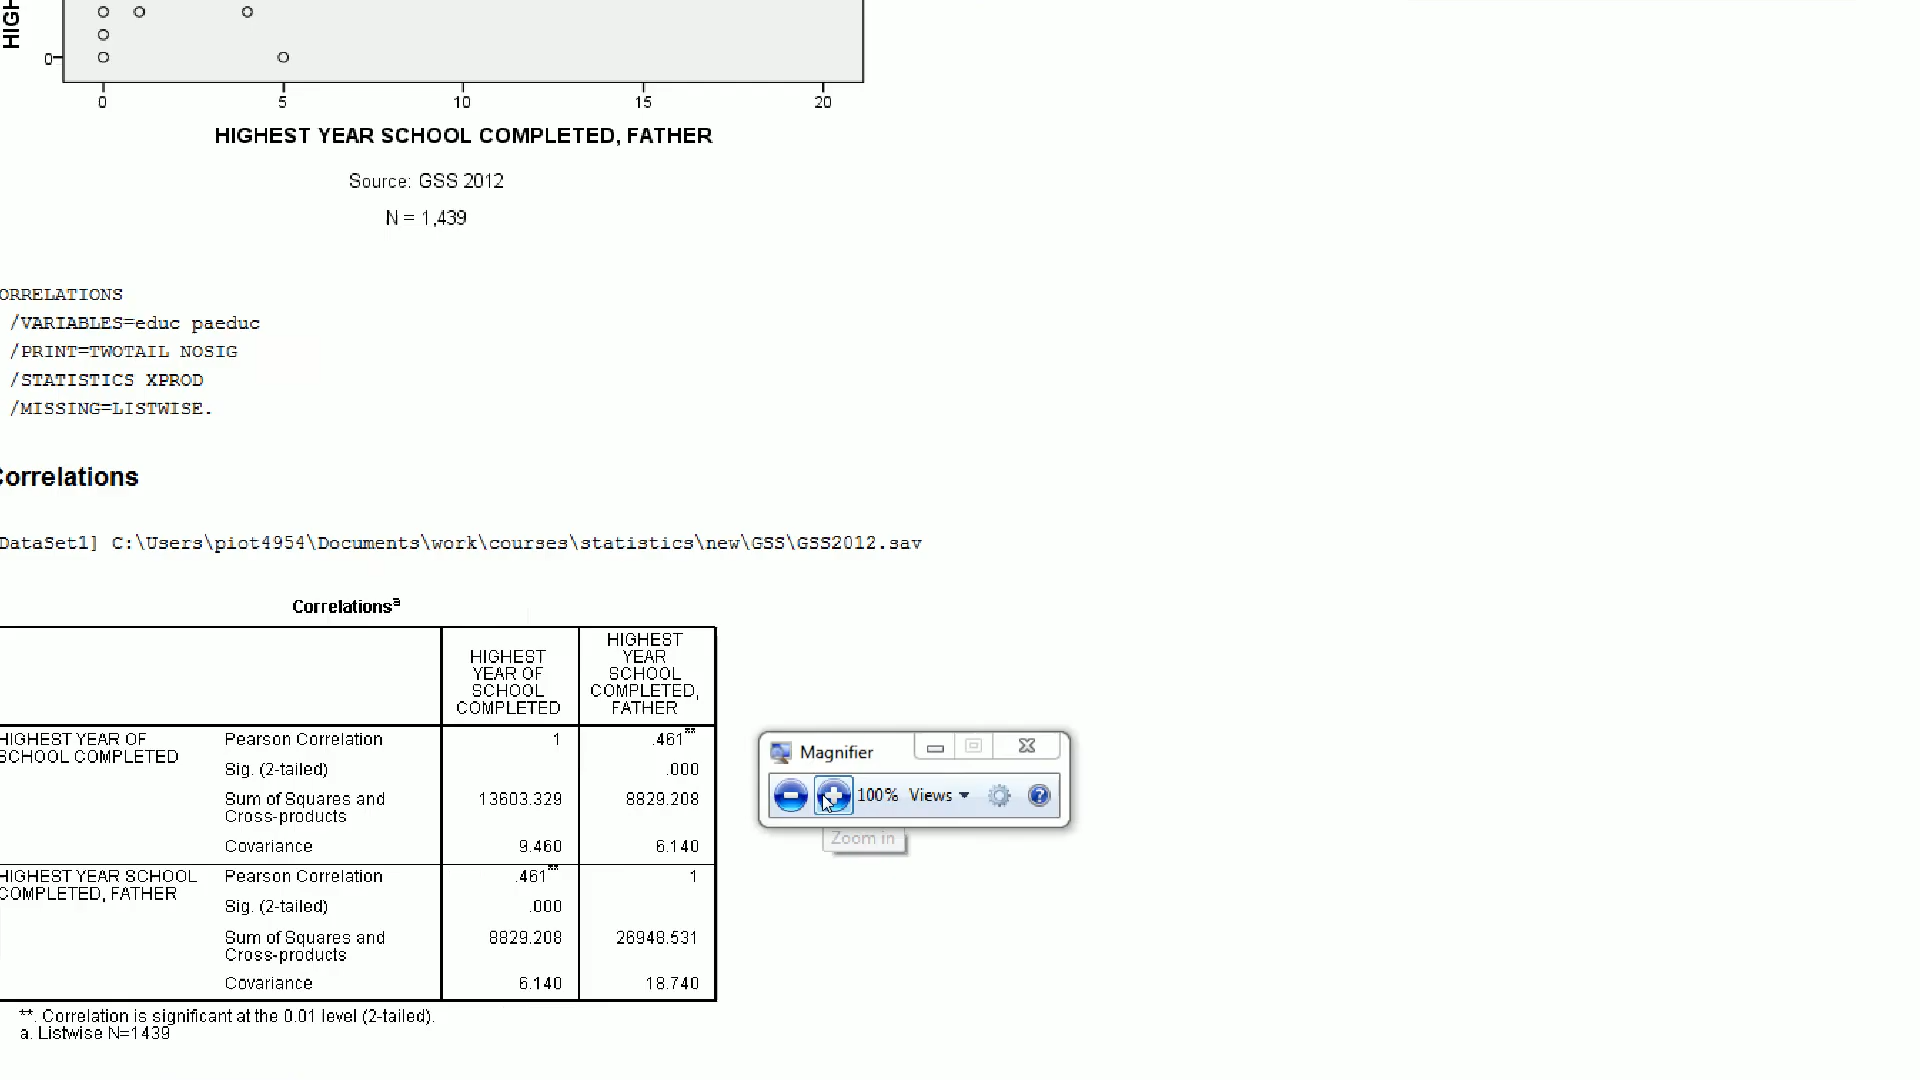 HIGH
0
0 5 10 15 20
HIGHEST YEAR SCHOOL COMPLETED, FATHER
Source: GSS 2012
N = 1,439
ORRELATIONS
/VARIABLES=educ paeduc
/PRINT=TWOTAIL NOSIG
/STATISTICS XPROD
/MISSING=LISTWISE.
Correlations
DataSet1] C:\Users\piot4954\Documents\work\courses\statistics\new\GSS\GSS2012.sav
Correlationsa
HIGHEST
YEAR OF
SCHOOL
COMPLETED
HIGHEST
YEAR
SCHOOL
COMPLETED,
FATHER
HIGHEST YEAR OF
SCHOOL COMPLETED
Pearson Correlation 1 .461**
Sig. (2-tailed) .000
Sum of Squares and
Cross-products
13603.329 8829.208
Covariance 9.460 6.140
HIGHEST YEAR SCHOOL
COMPLETED, FATHER
Pearson Correlation .461** 1
Sig. (2-tailed) .000
Sum of Squares and
Cross-products
8829.208 26948.531
Covariance 6.140 18.740
**. Correlation is significant at the 0.01 level (2-tailed).
a. Listwise N=1439
Magnifier
100% Views
Zoom in